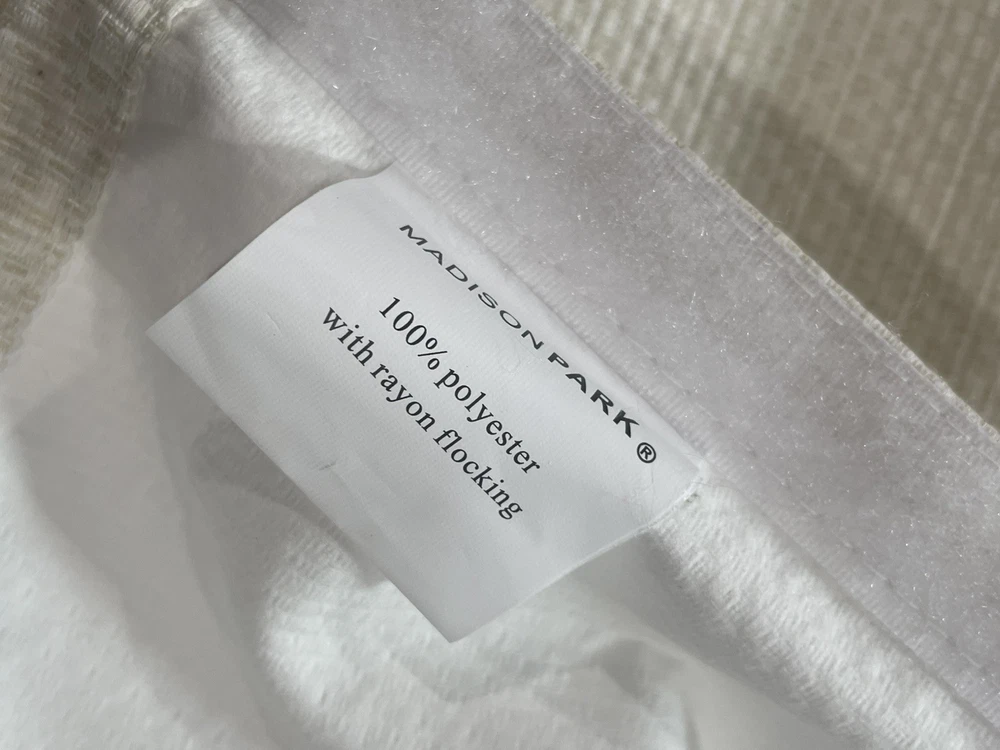 MADISON PARK®
100% polyester
with rayon flocking